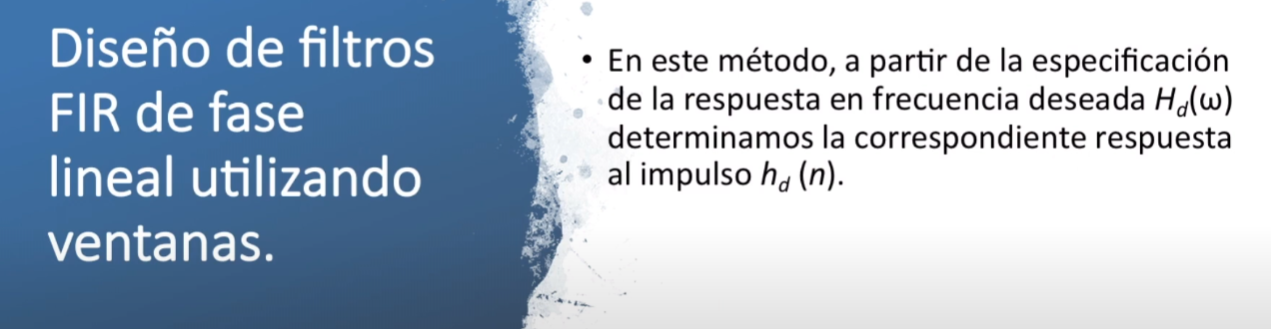 Diseño de filtros
FIR de fase
lineal utilizando
ventanas.
• En este método, a partir de la especificación
de la respuesta en frecuencia deseada H_d(ω)
determinamos la correspondiente respuesta
al impulso h_d (n).